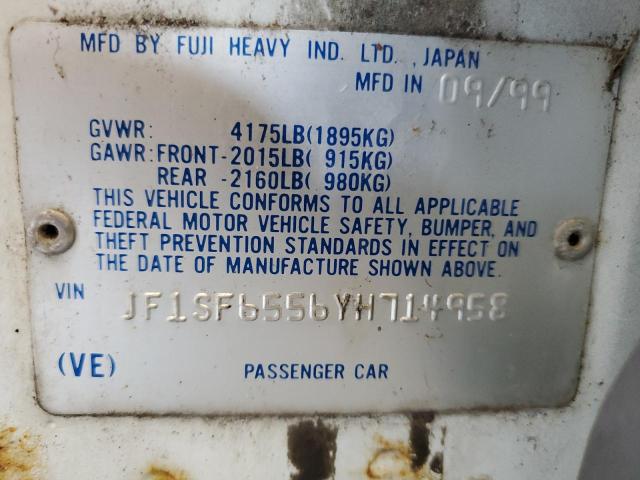 MFD BY FUJI HEAVY IND. LTD. ,JAPAN
MFD IN 09/99
GVWR: 4175LB(1895KG)
GAWR:FRONT-2015LB( 915KG)
REAR -2160LB( 980KG)
THIS VEHICLE CONFORMS TO ALL APPLICABLE
FEDERAL MOTOR VEHICLE SAFETY, BUMPER, AND
THEFT PREVENTION STANDARDS IN EFFECT ON
THE DATE OF MANUFACTURE SHOWN ABOVE.
VIN JF1SF6556YH714958
(VE) PASSENGER CAR